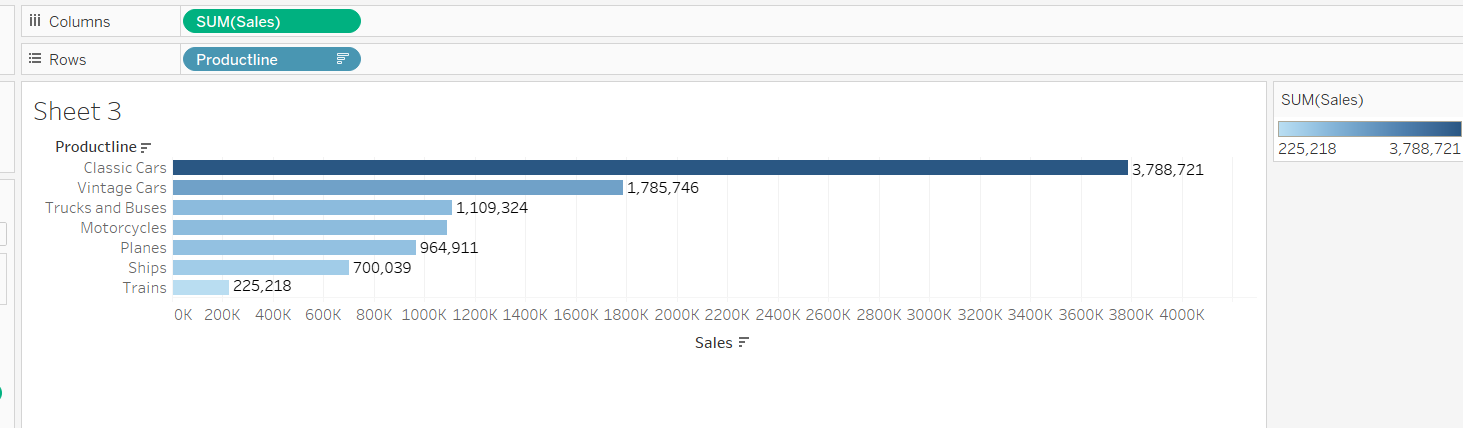 Columns SUM(Sales)
Rows Productline
Sheet 3
SUM(Sales)
225,218 3,788,721
Productline
Classic Cars 3,788,721
Vintage Cars 1,785,746
Trucks and Buses 1,109,324
Motorcycles
Planes 964,911
Ships 700,039
Trains 225,218
0K 200K 400K 600K 800K 1000K 1200K 1400K 1600K 1800K 2000K 2200K 2400K 2600K 2800K 3000K 3200K 3400K 3600K 3800K 4000K
Sales